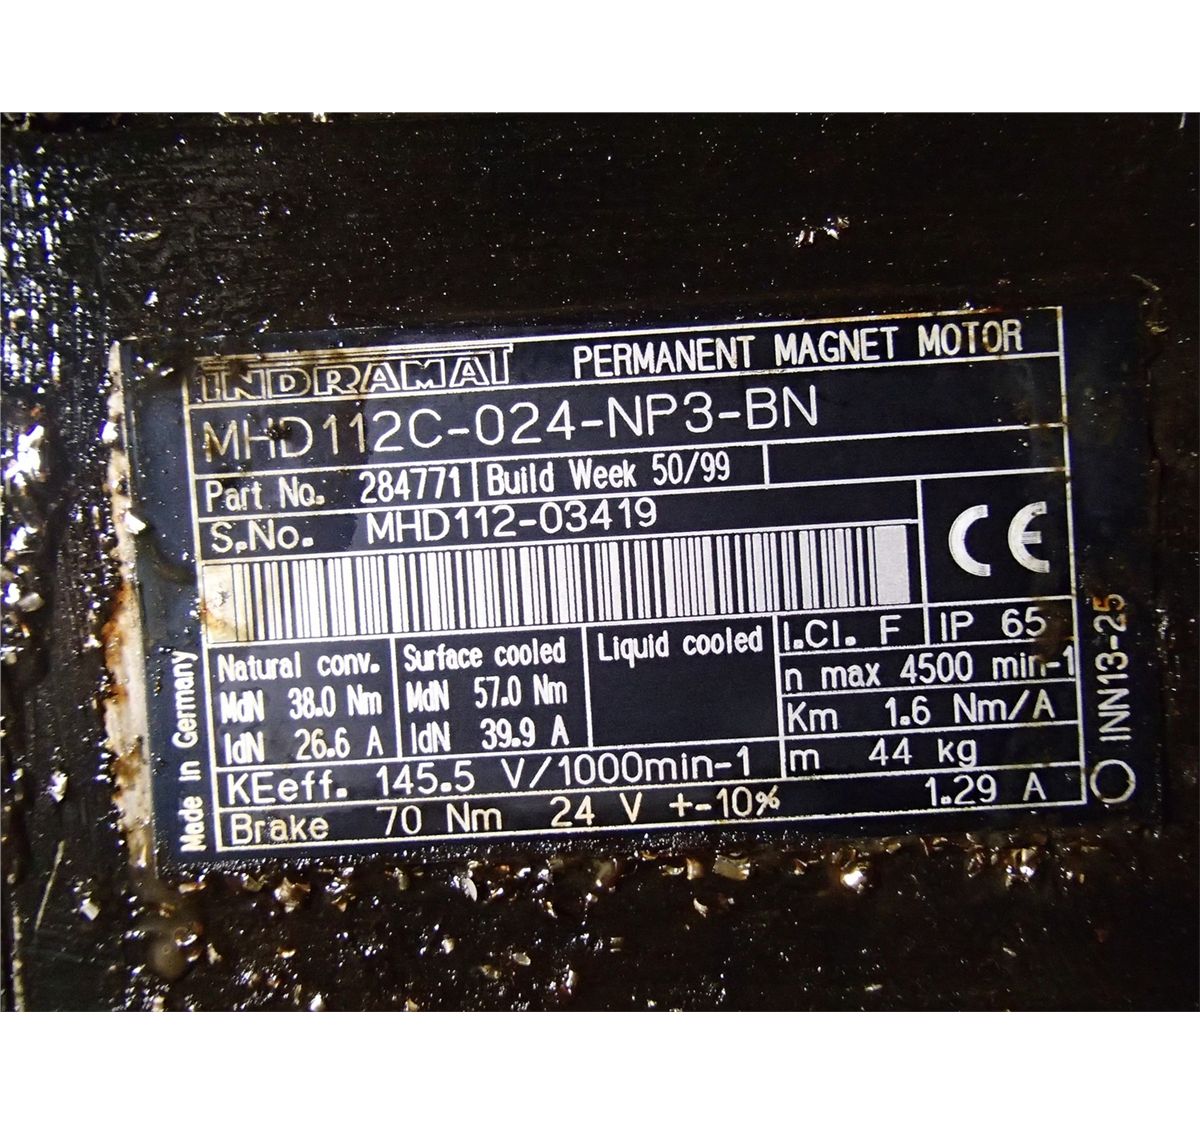 INDRAMAT PERMANENT MAGNET MOTOR
MHD112C-024-NP3-BN
Part No. 284771 Build Week 50/99
S.No. MHD112-03419
CE
Natural conv.
MdN 38.0 Nm
IdN 26.6 A
Surface cooled
MdN 57.0 Nm
IdN 39.9 A
Liquid cooled
I.Cl. F IP 65
n max 4500 min-1
Km 1.6 Nm/A
m 44 kg
KEeff. 145.5 V/1000min-1
Brake 70 Nm 24 V +-10% 1.29 A
Made in Germany
INN13-25